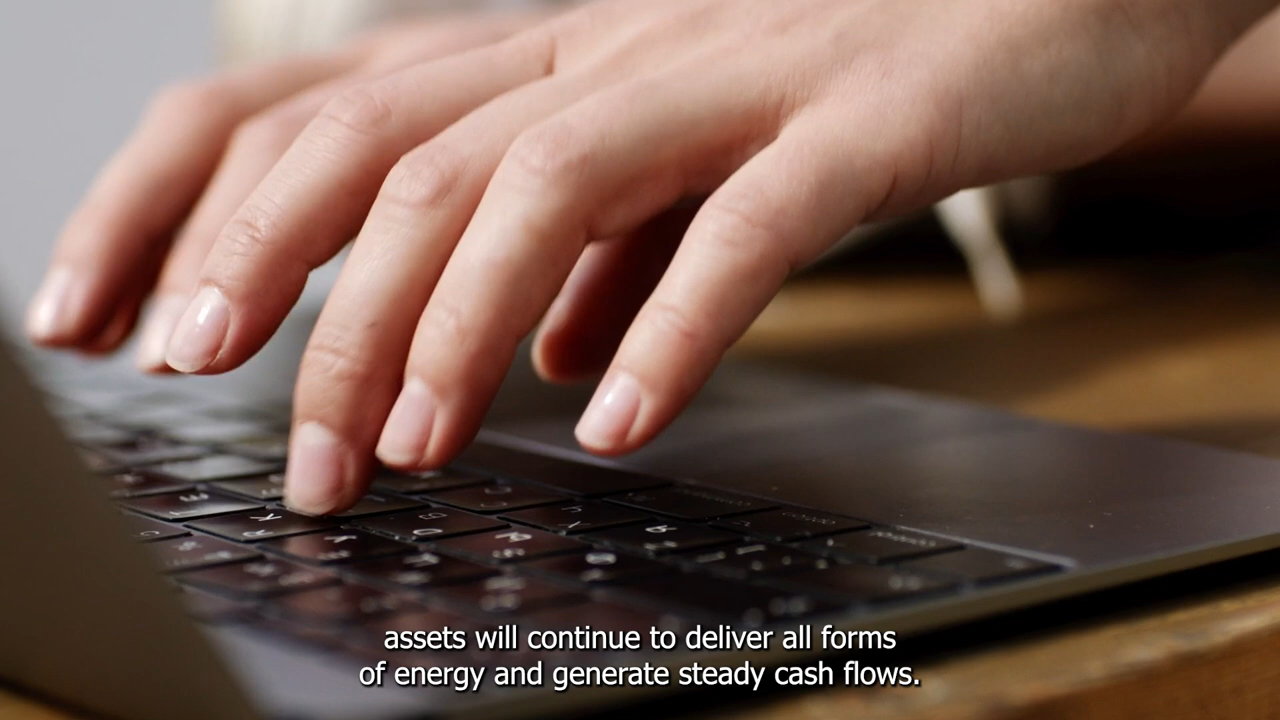 assets will continue to deliver all forms
of energy and generate steady cash flows.